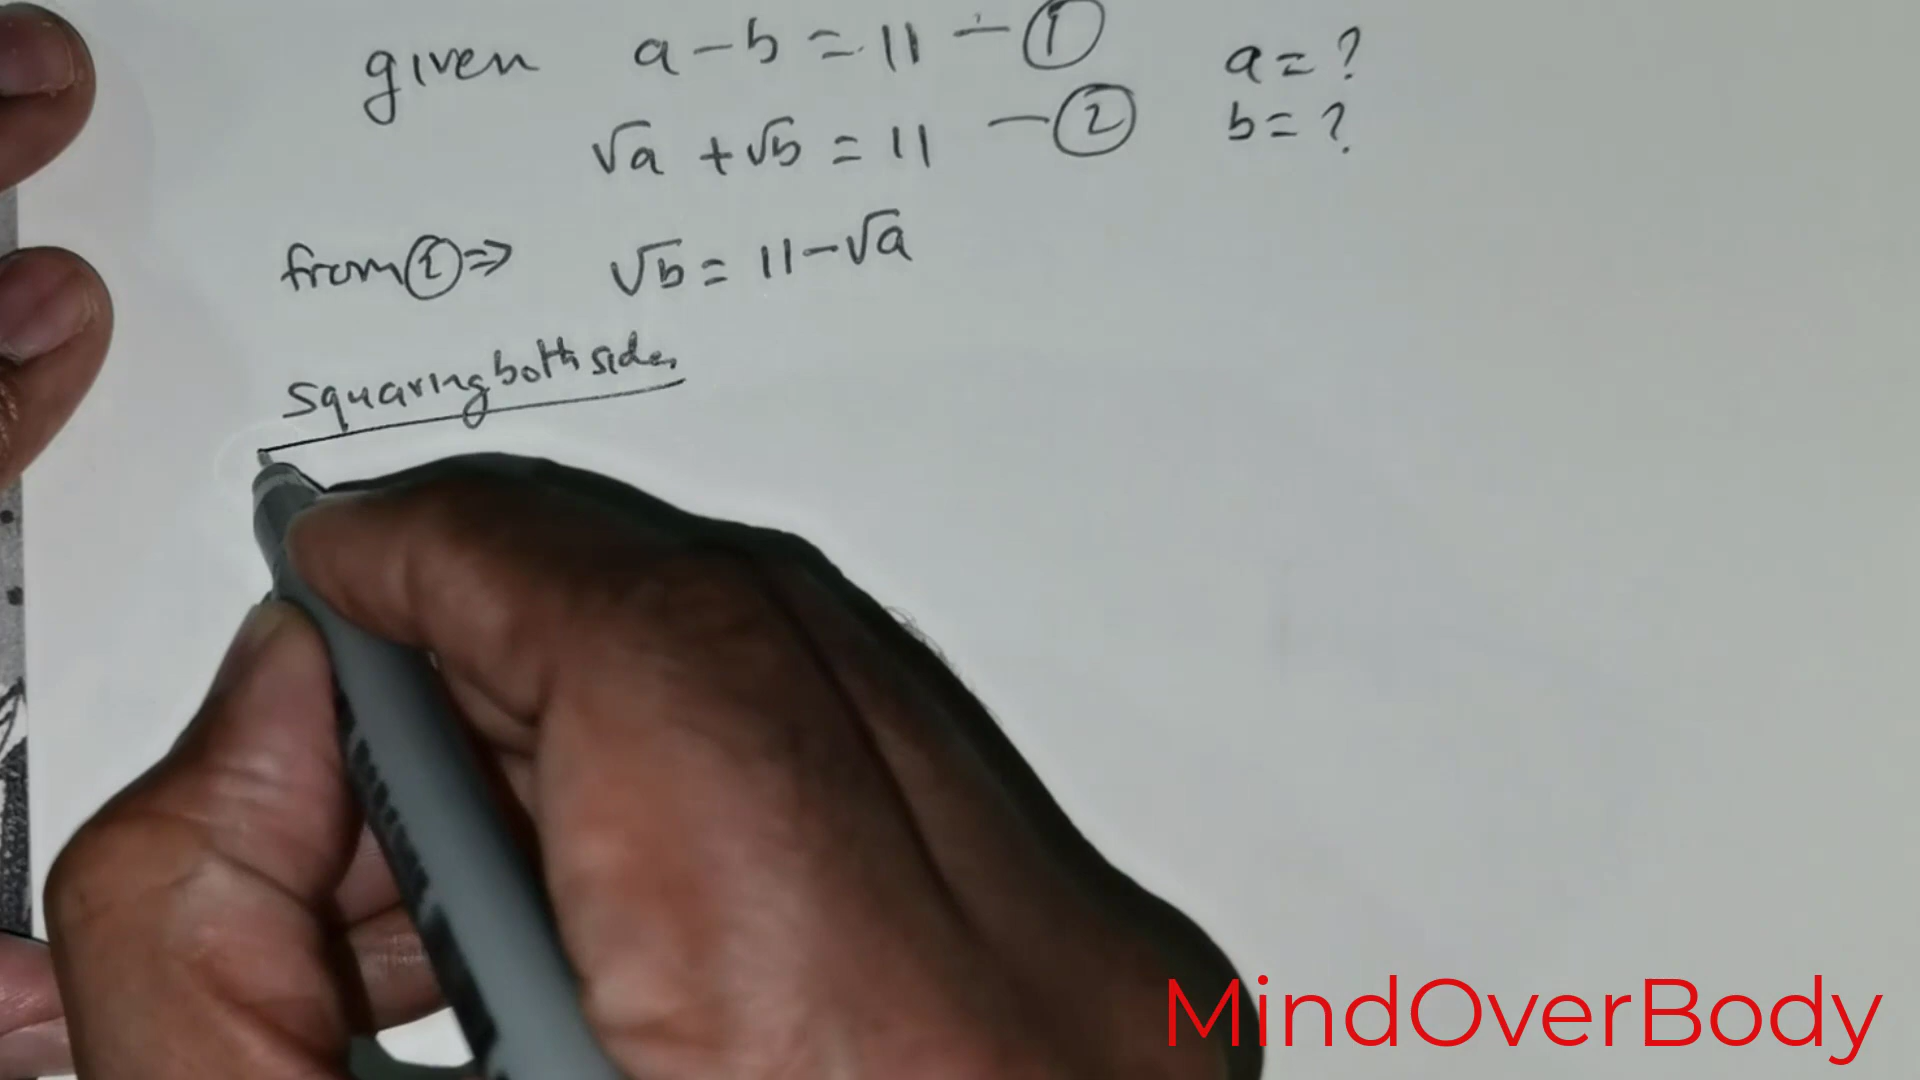 given a - b = 11 - ① a = ?
√a + √b = 11 - ② b = ?
from ② ⇒ √b = 11 - √a
Squaring both sides
MindOverBody